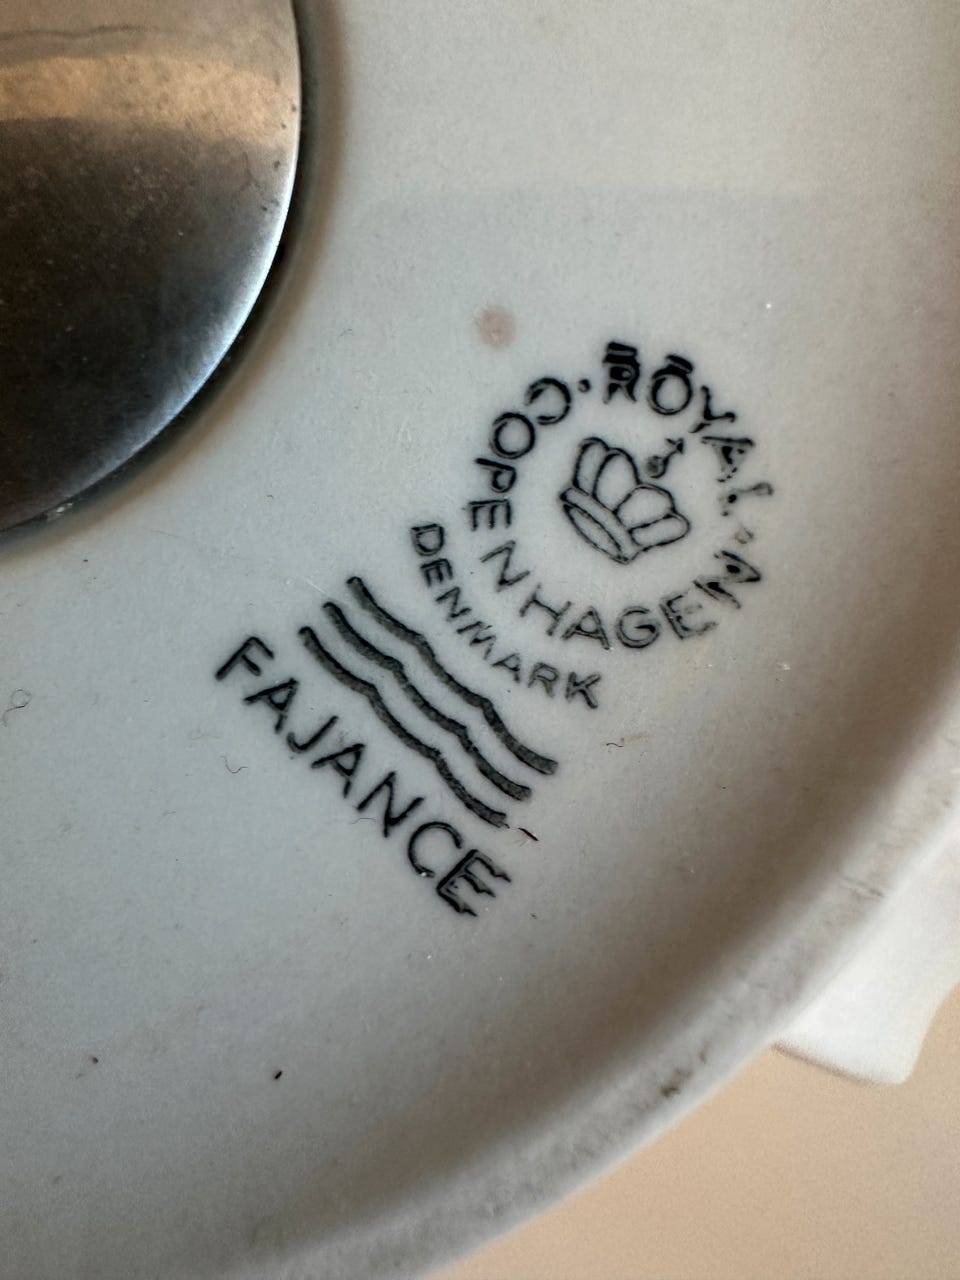 ROYAL · COPENHAGEN ·
DENMARK
FAJANCE